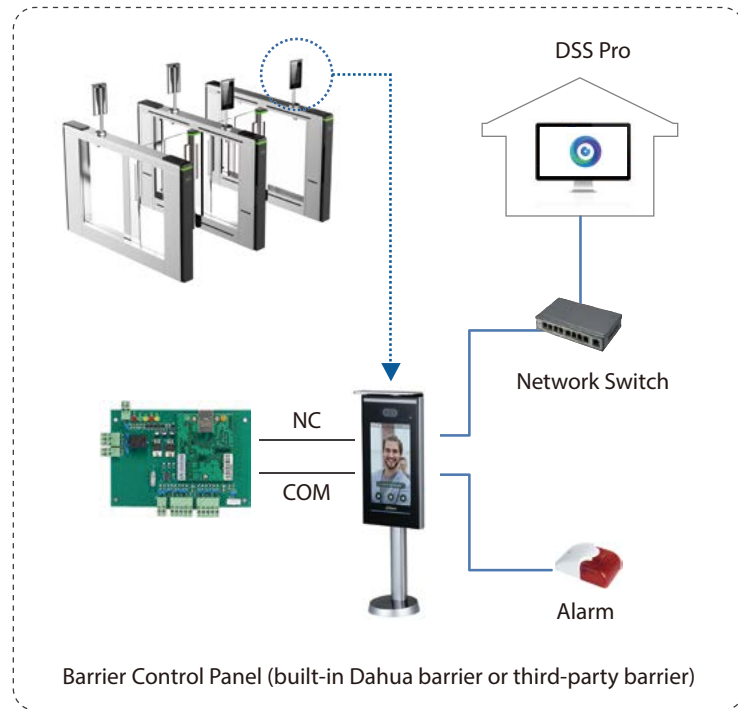 DSS Pro
Network Switch
NC
COM
Alarm
Barrier Control Panel (built-in Dahua barrier or third-party barrier)